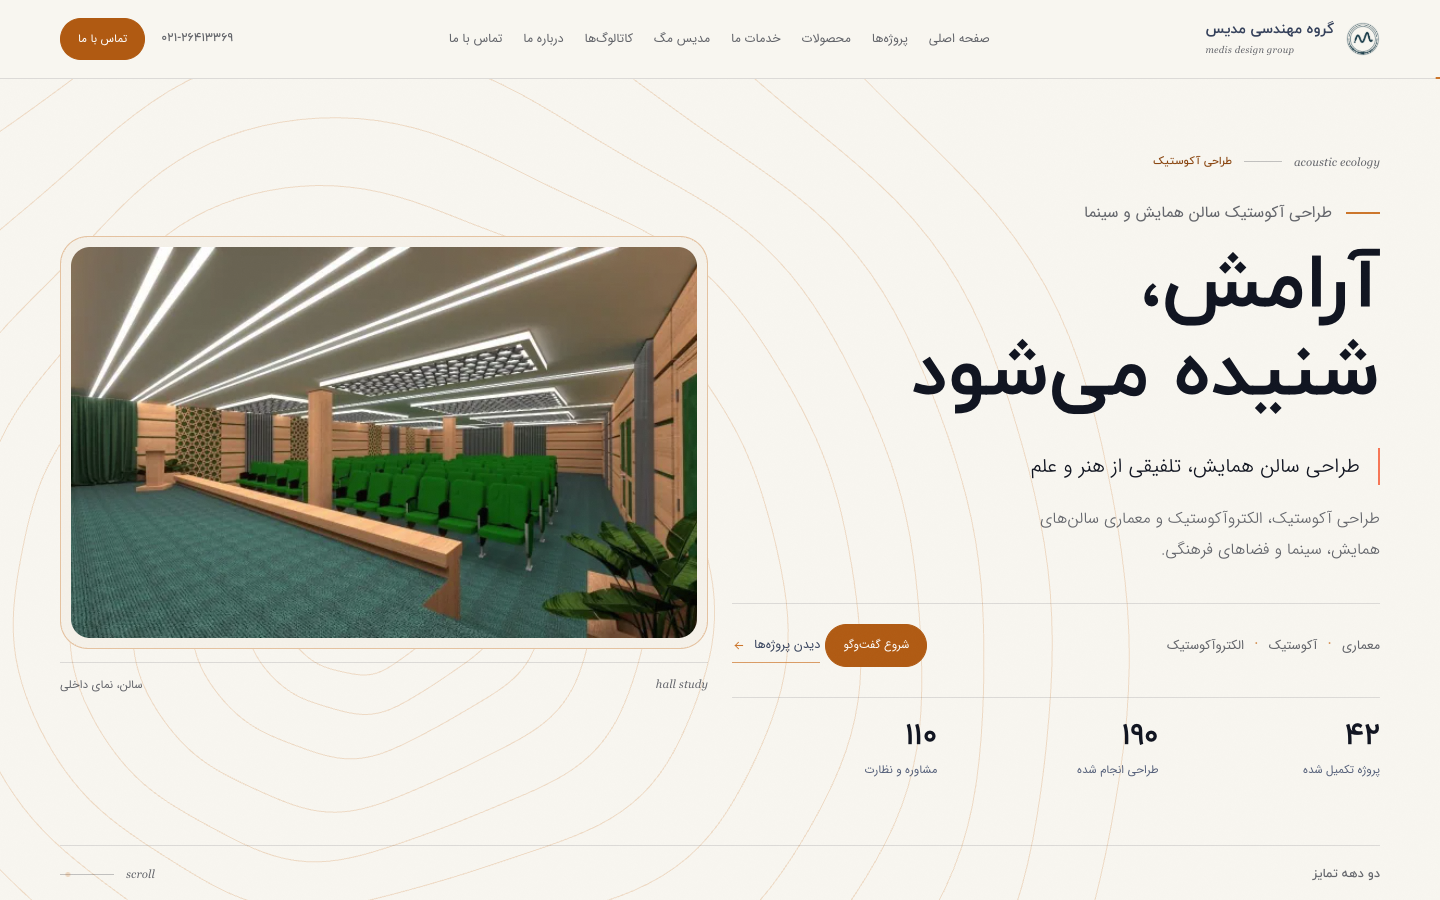 گروه مهندسی مدیس
medis design group
صفحه اصلی
پروژه‌ها
محصولات
خدمات ما
مدیس مگ
کاتالوگ‌ها
درباره ما
تماس با ما
۰۲۱-۲۶۴۱۳۳۶۹
تماس با ما
acoustic ecology
طراحی آکوستیک
طراحی آکوستیک سالن همایش و سینما
آرامش،
شنیده می‌شود
طراحی سالن همایش، تلفیقی از هنر و علم
طراحی آکوستیک، الکتروآکوستیک و معماری سالن‌های
همایش، سینما و فضاهای فرهنگی.
معماری · آکوستیک · الکتروآکوستیک
شروع گفت‌وگو
دیدن پروژه‌ها ←
۴۲
پروژه تکمیل شده
۱۹۰
طراحی انجام شده
۱۱۰
مشاوره و نظارت
hall study
سالن، نمای داخلی
دو دهه تمایز
scroll